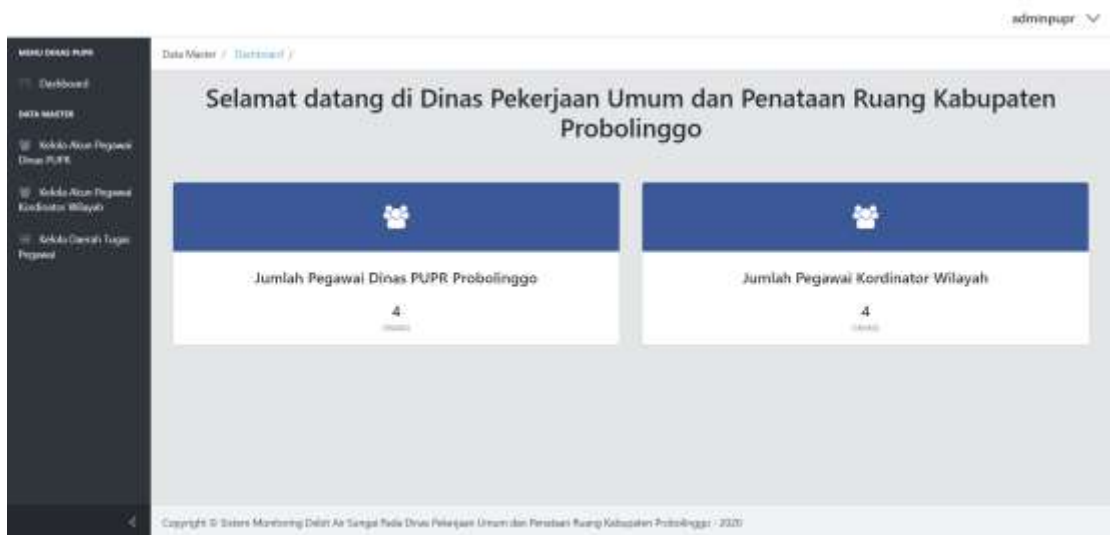 adminpupr
MENU DINAS PUPR
Data Master / Dashboard /
Dashboard
DATA MASTER
Kelola Akun Pegawai
Dinas PUPR
Kelola Akun Pegawai
Kordinator Wilayah
Kelola Daerah Tugas
Pegawai
Selamat datang di Dinas Pekerjaan Umum dan Penataan Ruang Kabupaten
Probolinggo
Jumlah Pegawai Dinas PUPR Probolinggo
4
ORANG
Jumlah Pegawai Kordinator Wilayah
4
ORANG
Copyright © Sistem Monitoring Debit Air Sungai Pada Dinas Pekerjaan Umum dan Penataan Ruang Kabupaten Probolinggo - 2020